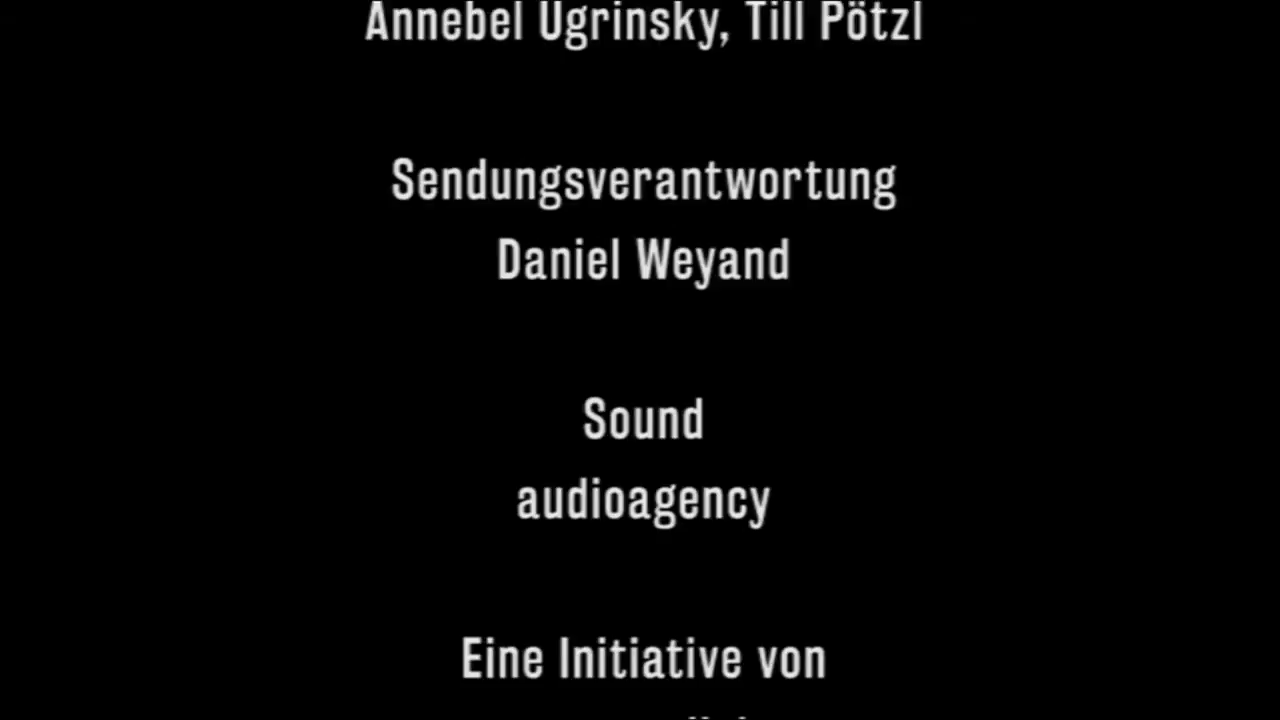 Annebel Ugrinsky, Till Pötzl
Sendungsverantwortung
Daniel Weyand
Sound
audioagency
Eine Initiative von